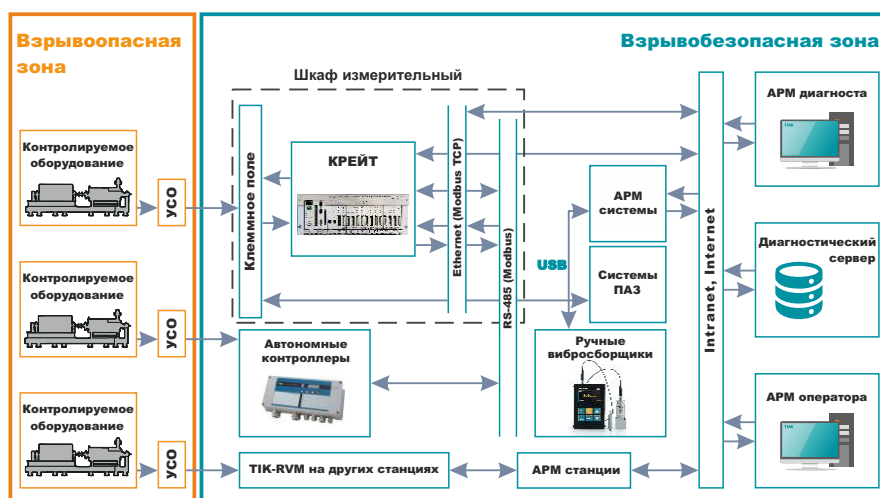 Взрывоопасная
зона
Взрывобезопасная зона
Шкаф измерительный
Контролируемое
оборудование
УСО
Клеммное поле
КРЕЙТ
Ethernet (Modbus TCP)
RS-485 (Modbus)
АРМ
системы
USB
Системы
ПАЗ
Intranet, Internet
АРМ диагноста
ТИК
Диагностический
сервер
Контролируемое
оборудование
УСО
Автономные
контроллеры
Ручные
вибросборщики
АРМ оператора
ТИК
Контролируемое
оборудование
УСО
TIK-RVM на других станциях
АРМ станции